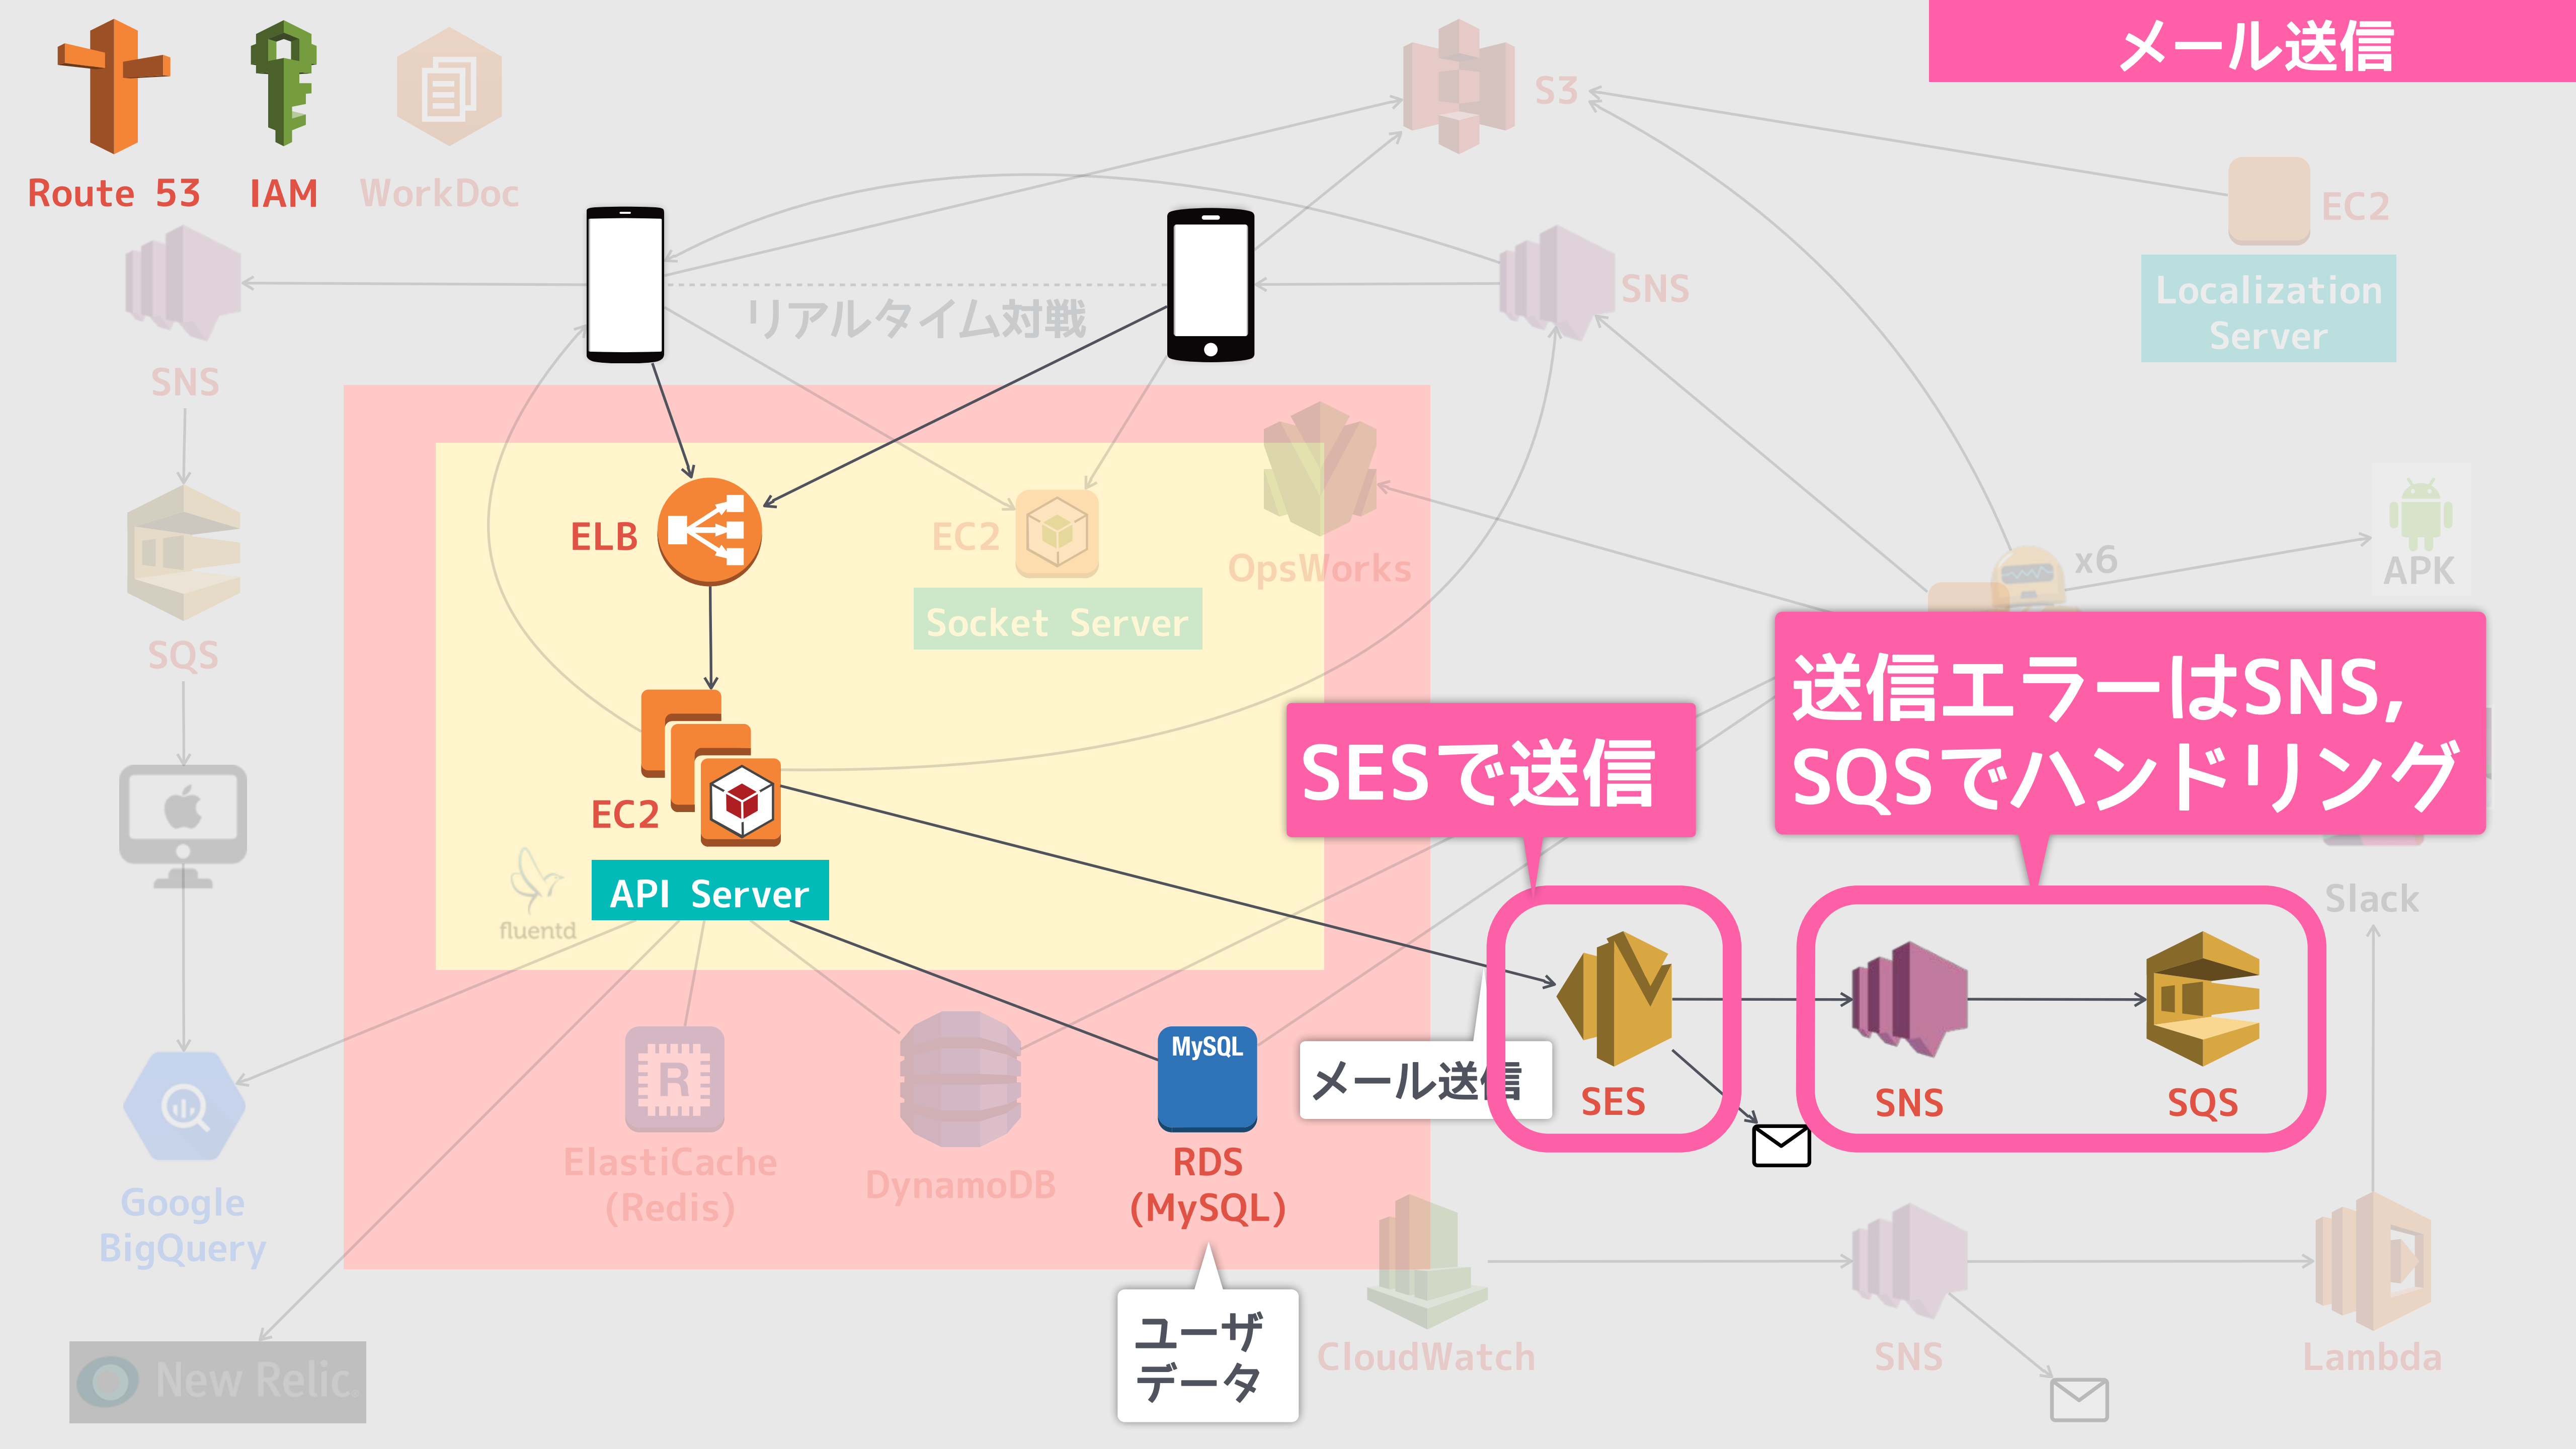 メール送信
Route 53
IAM
WorkDoc
S3
EC2
Localization
Server
SNS
リアルタイム対戦
SNS
SQS
ELB
EC2
Socket Server
OpsWorks
x6
APK
送信エラーはSNS,
SQSでハンドリング
SESで送信
EC2
API Server
fluentd
Slack
メール送信
SES
SNS
SQS
MySQL
R
ElastiCache
(Redis)
DynamoDB
RDS
(MySQL)
Google
BigQuery
ユーザ
データ
CloudWatch
SNS
Lambda
New Relic